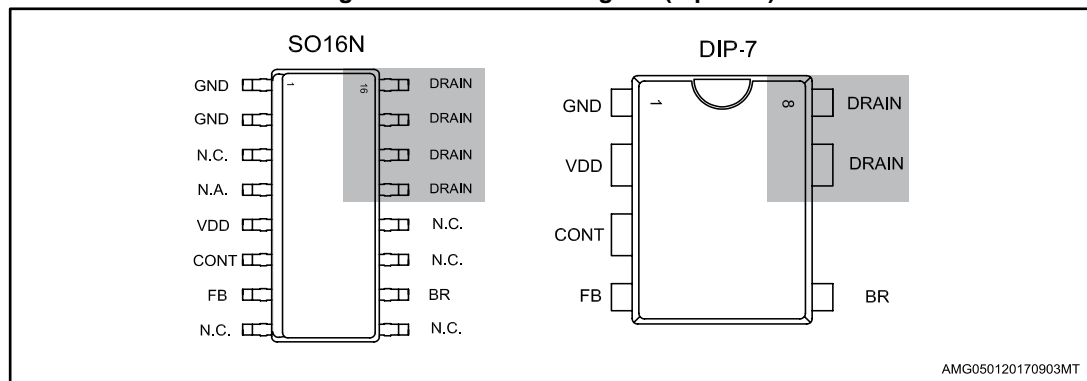 SO16N
GND
GND
N.C.
N.A.
VDD
CONT
FB
N.C.
1
16
DRAIN
DRAIN
DRAIN
DRAIN
N.C.
N.C.
BR
N.C.
DIP-7
GND
VDD
CONT
FB
1
8
DRAIN
DRAIN
BR
AMG050120170903MT